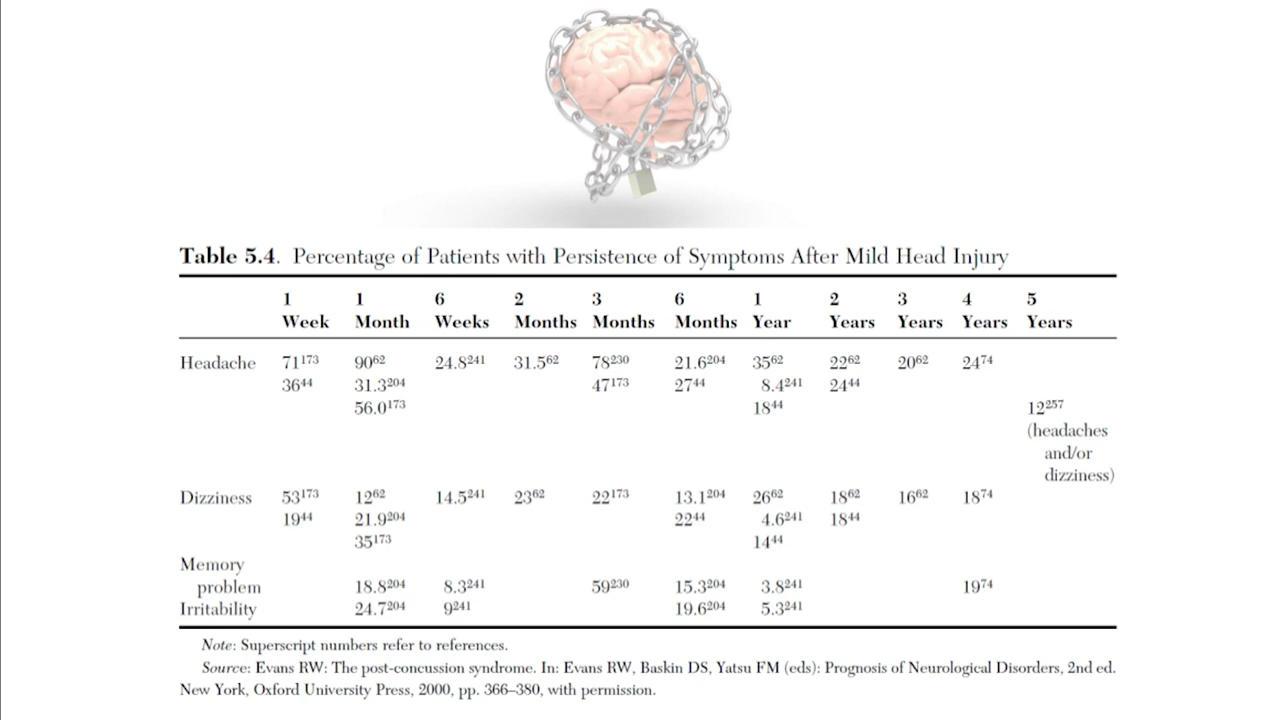 Table 5.4. Percentage of Patients with Persistence of Symptoms After Mild Head Injury
1 1 6 2 3 6 1 2 3 4 5
Week Month Weeks Months Months Months Year Years Years Years Years
Headache 71¹⁷³ 90⁶² 24.8²⁴¹ 31.5⁶² 78²³⁰ 21.6²⁰⁴ 35⁶² 22⁶² 20⁶² 24⁷⁴
36⁴⁴ 31.3²⁰⁴ 47¹⁷³ 27⁴⁴ 8.4²⁴¹ 24⁴⁴
56.0¹⁷³ 18⁴⁴ 12²⁵⁷
(headaches
and/or
dizziness)
Dizziness 53¹⁷³ 12⁶² 14.5²⁴¹ 23⁶² 22¹⁷³ 13.1²⁰⁴ 26⁶² 18⁶² 16⁶² 18⁷⁴
19⁴⁴ 21.9²⁰⁴ 22⁴⁴ 4.6²⁴¹ 18⁴⁴
35¹⁷³ 14⁴⁴
Memory
problem 18.8²⁰⁴ 8.3²⁴¹ 59²³⁰ 15.3²⁰⁴ 3.8²⁴¹ 19⁷⁴
Irritability 24.7²⁰⁴ 9²⁴¹ 19.6²⁰⁴ 5.3²⁴¹
Note: Superscript numbers refer to references.
Source: Evans RW: The post-concussion syndrome. In: Evans RW, Baskin DS, Yatsu FM (eds): Prognosis of Neurological Disorders, 2nd ed.
New York, Oxford University Press, 2000, pp. 366–380, with permission.